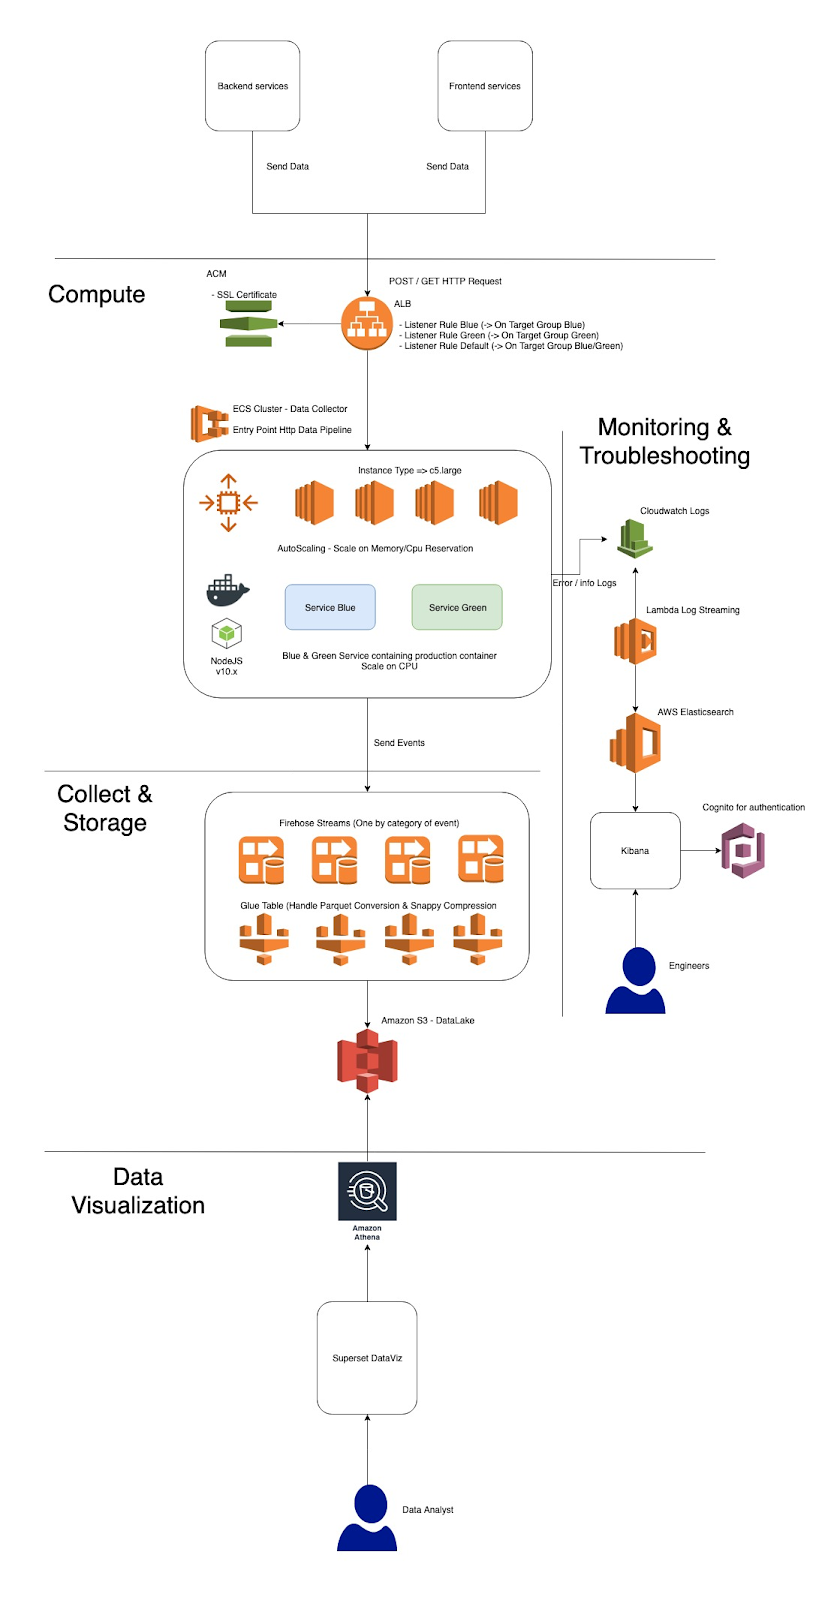 Backend services
Frontend services
Send Data
Send Data
Compute
ACM
- SSL Certificate
POST / GET HTTP Request
ALB
- Listener Rule Blue (-> On Target Group Blue)
- Listener Rule Green (-> On Target Group Green)
- Listener Rule Default (-> On Target Group Blue/Green)
ECS Cluster - Data Collector
Entry Point Http Data Pipeline
Instance Type => c5.large
AutoScaling - Scale on Memory/Cpu Reservation
Service Blue
Service Green
NodeJS
v10.x
Blue & Green Service containing production container
Scale on CPU
Error / info Logs
Monitoring &
Troubleshooting
Cloudwatch Logs
Lambda Log Streaming
AWS Elasticsearch
Cognito for authentication
Kibana
Engineers
Send Events
Collect &
Storage
Firehose Streams (One by category of event)
Glue Table (Handle Parquet Conversion & Snappy Compression
Amazon S3 - DataLake
Data
Visualization
Amazon
Athena
Superset DataViz
Data Analyst